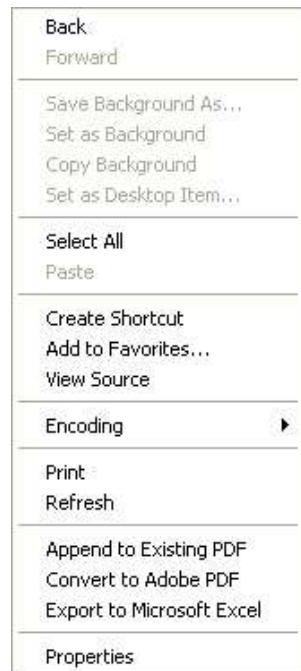 Back
Forward
Save Background As...
Set as Background
Copy Background
Set as Desktop Item...
Select All
Paste
Create Shortcut
Add to Favorites...
View Source
Encoding
Print
Refresh
Append to Existing PDF
Convert to Adobe PDF
Export to Microsoft Excel
Properties